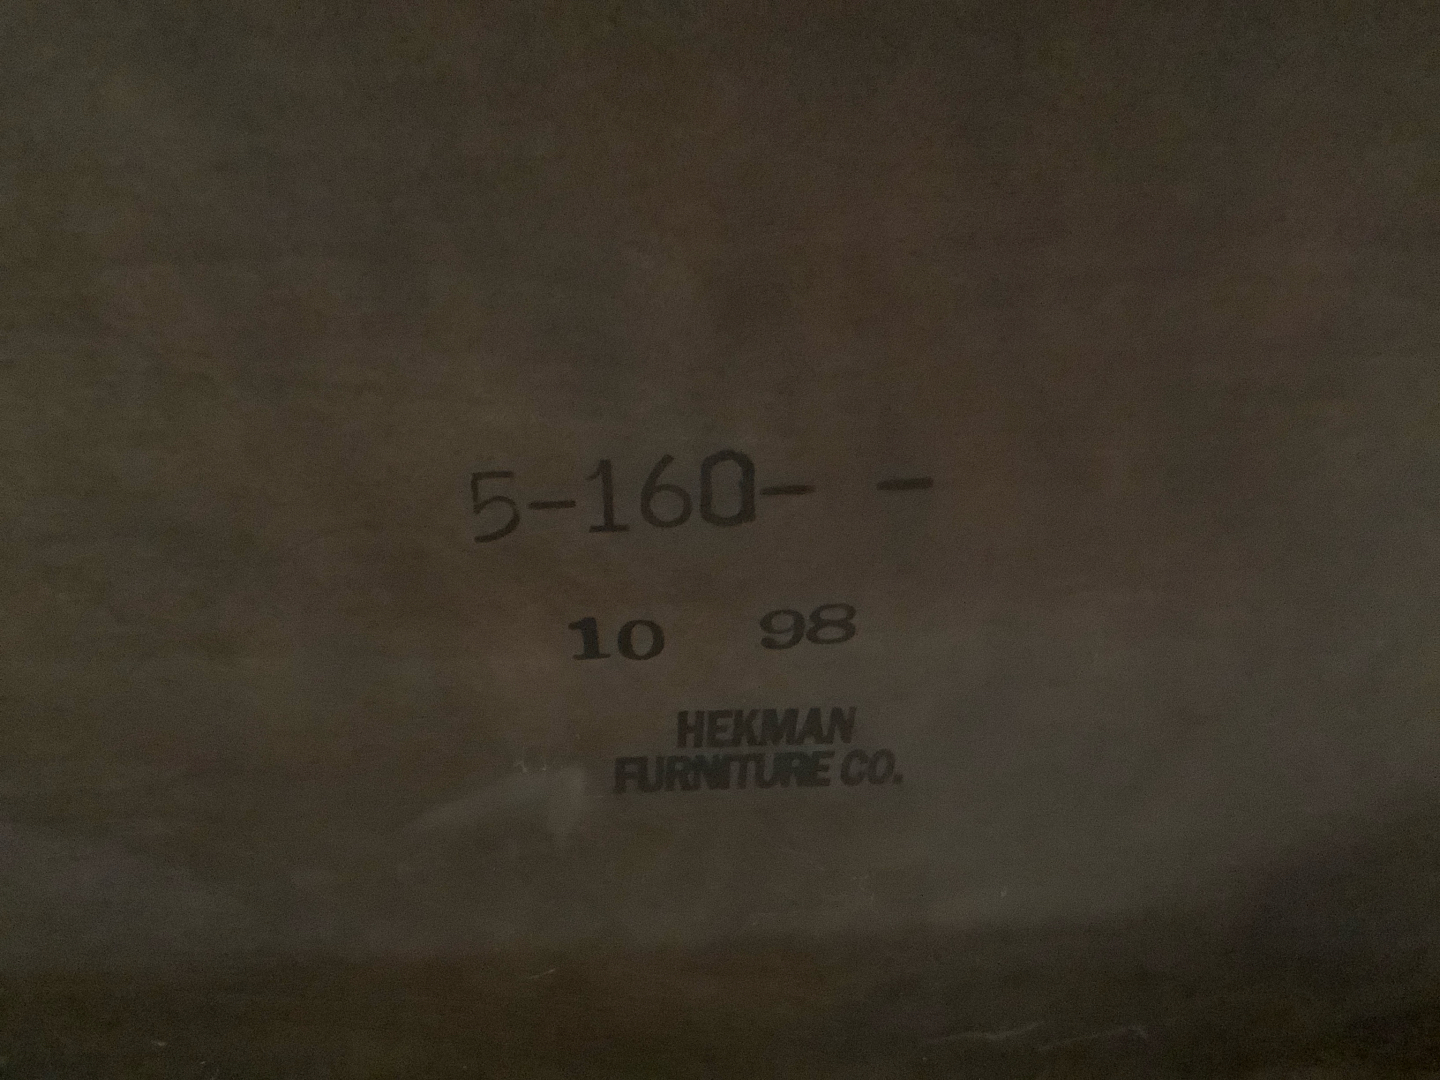 5-160- -
10 98
HEKMAN
FURNITURE CO.